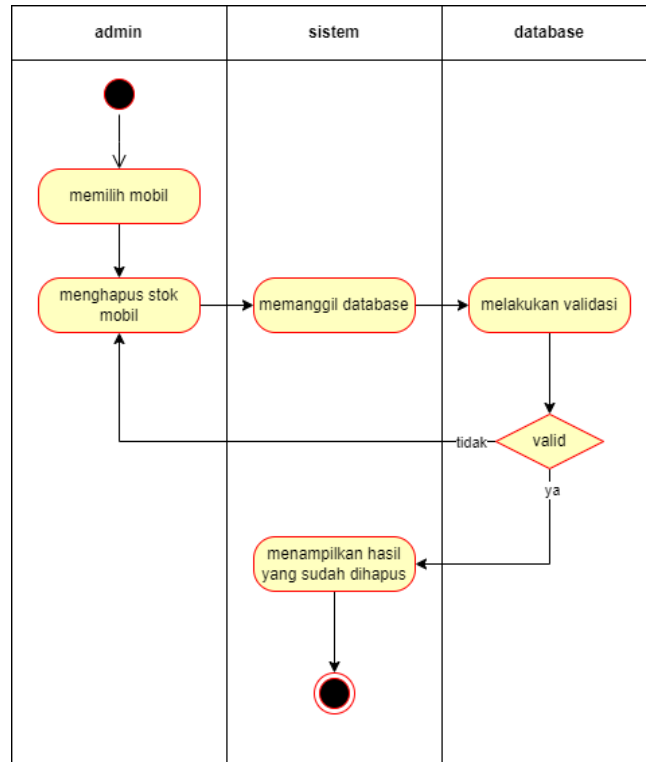 admin
sistem
database
memilih mobil
menghapus stok
mobil
memanggil database
melakukan validasi
valid
tidak
ya
menampilkan hasil
yang sudah dihapus